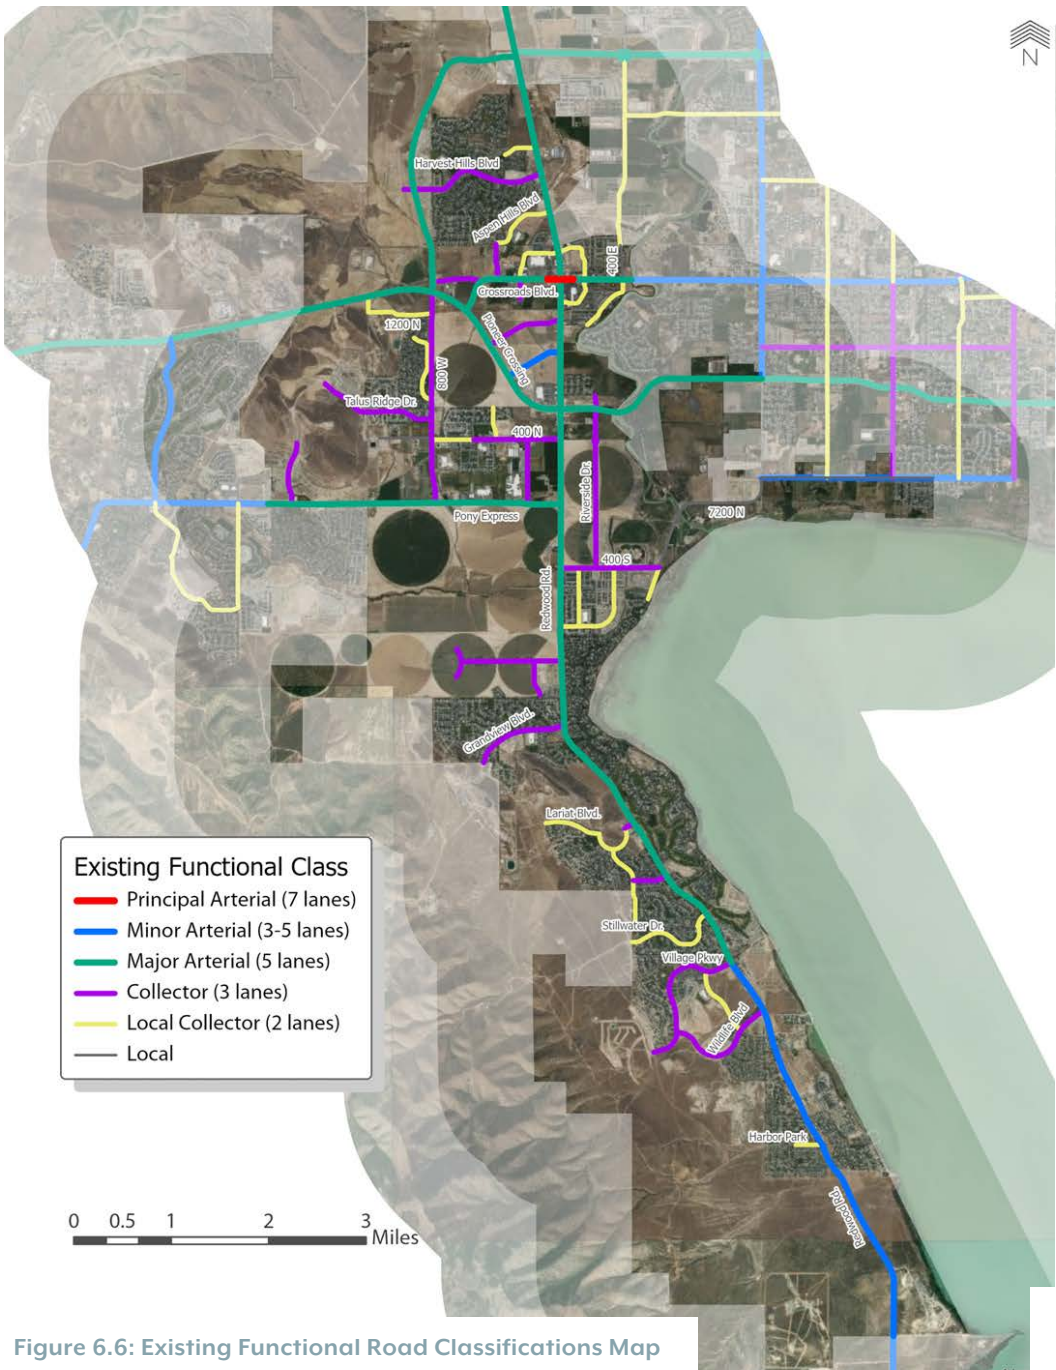 N
Harvest Hills Blvd
Aspen Hills Blvd
400 E
Crossroads Blvd.
1200 N
Pioneer Crossing
800 W
Talus Ridge Dr.
400 N
Riverside Dr.
Pony Express
7200 N
400 S
Redwood Rd.
Grandview Blvd.
Lariat Blvd.
Stillwater Dr.
Village Pkwy
Wildlife Blvd
Harbor Park
Redwood Rd.
Existing Functional Class
Principal Arterial (7 lanes)
Minor Arterial (3-5 lanes)
Major Arterial (5 lanes)
Collector (3 lanes)
Local Collector (2 lanes)
Local
0 0.5 1 2 3
Miles
Figure 6.6: Existing Functional Road Classifications Map